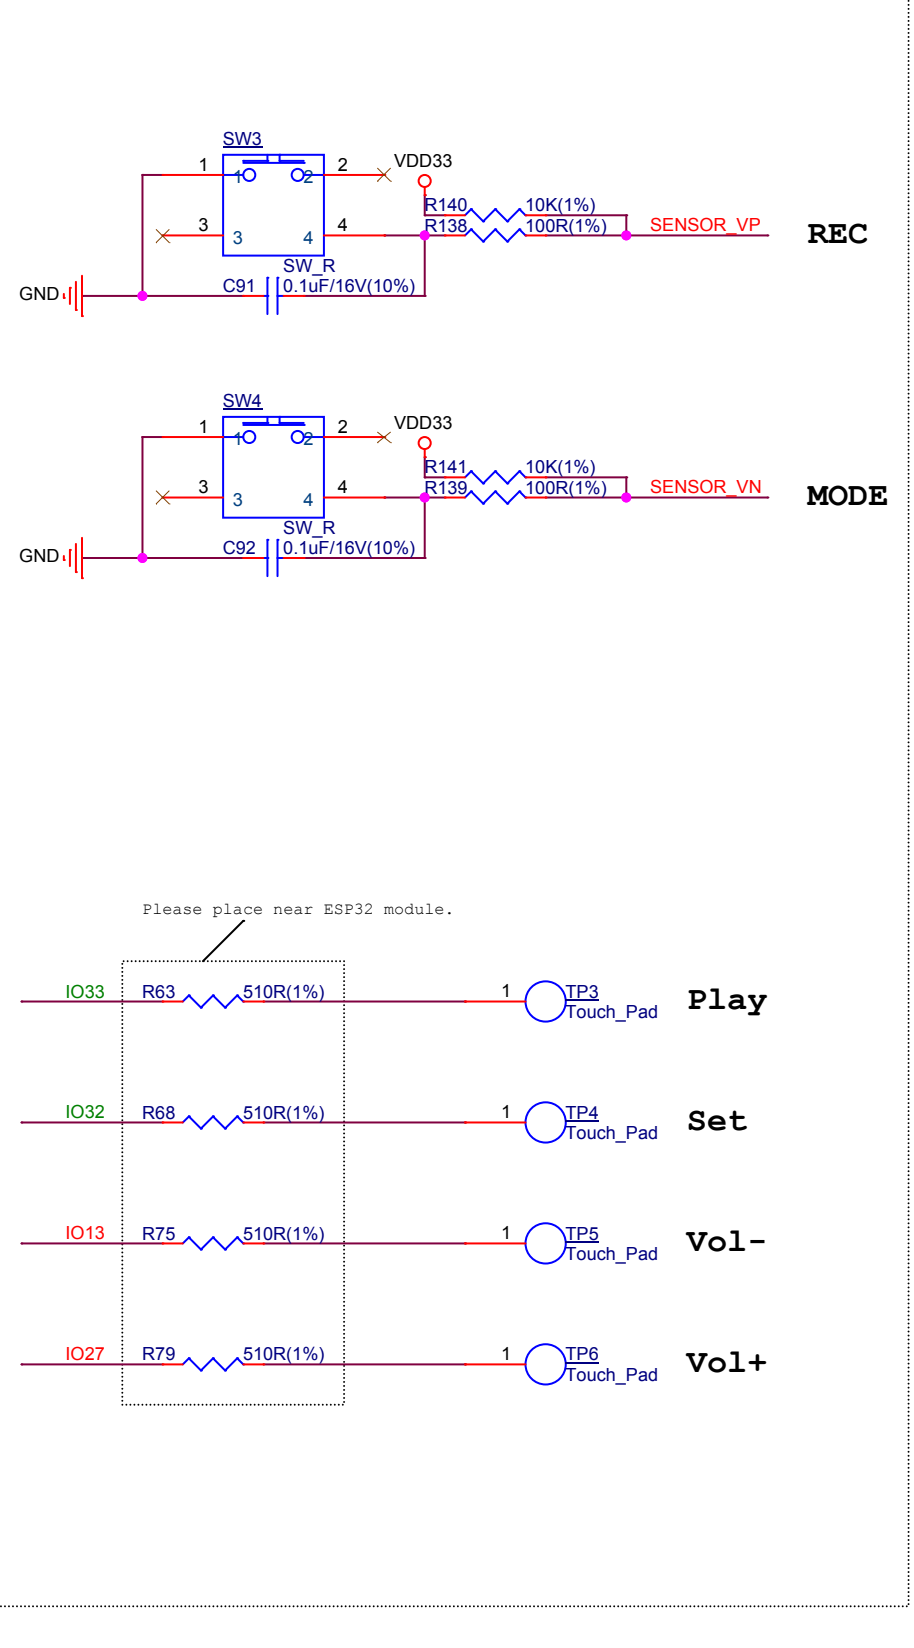 SW3
1 1 2 2 VDD33
R140 10K(1%)
3 3 4 4 R138 100R(1%) SENSOR_VP REC
SW_R
GND C91 0.1uF/16V(10%)
SW4
1 1 2 2 VDD33
R141 10K(1%)
3 3 4 4 R139 100R(1%) SENSOR_VN MODE
SW_R
GND C92 0.1uF/16V(10%)
Please place near ESP32 module.
IO33 R63 510R(1%) 1 TP3 Play
Touch_Pad
IO32 R68 510R(1%) 1 TP4 Set
Touch_Pad
IO13 R75 510R(1%) 1 TP5 Vol-
Touch_Pad
IO27 R79 510R(1%) 1 TP6 Vol+
Touch_Pad